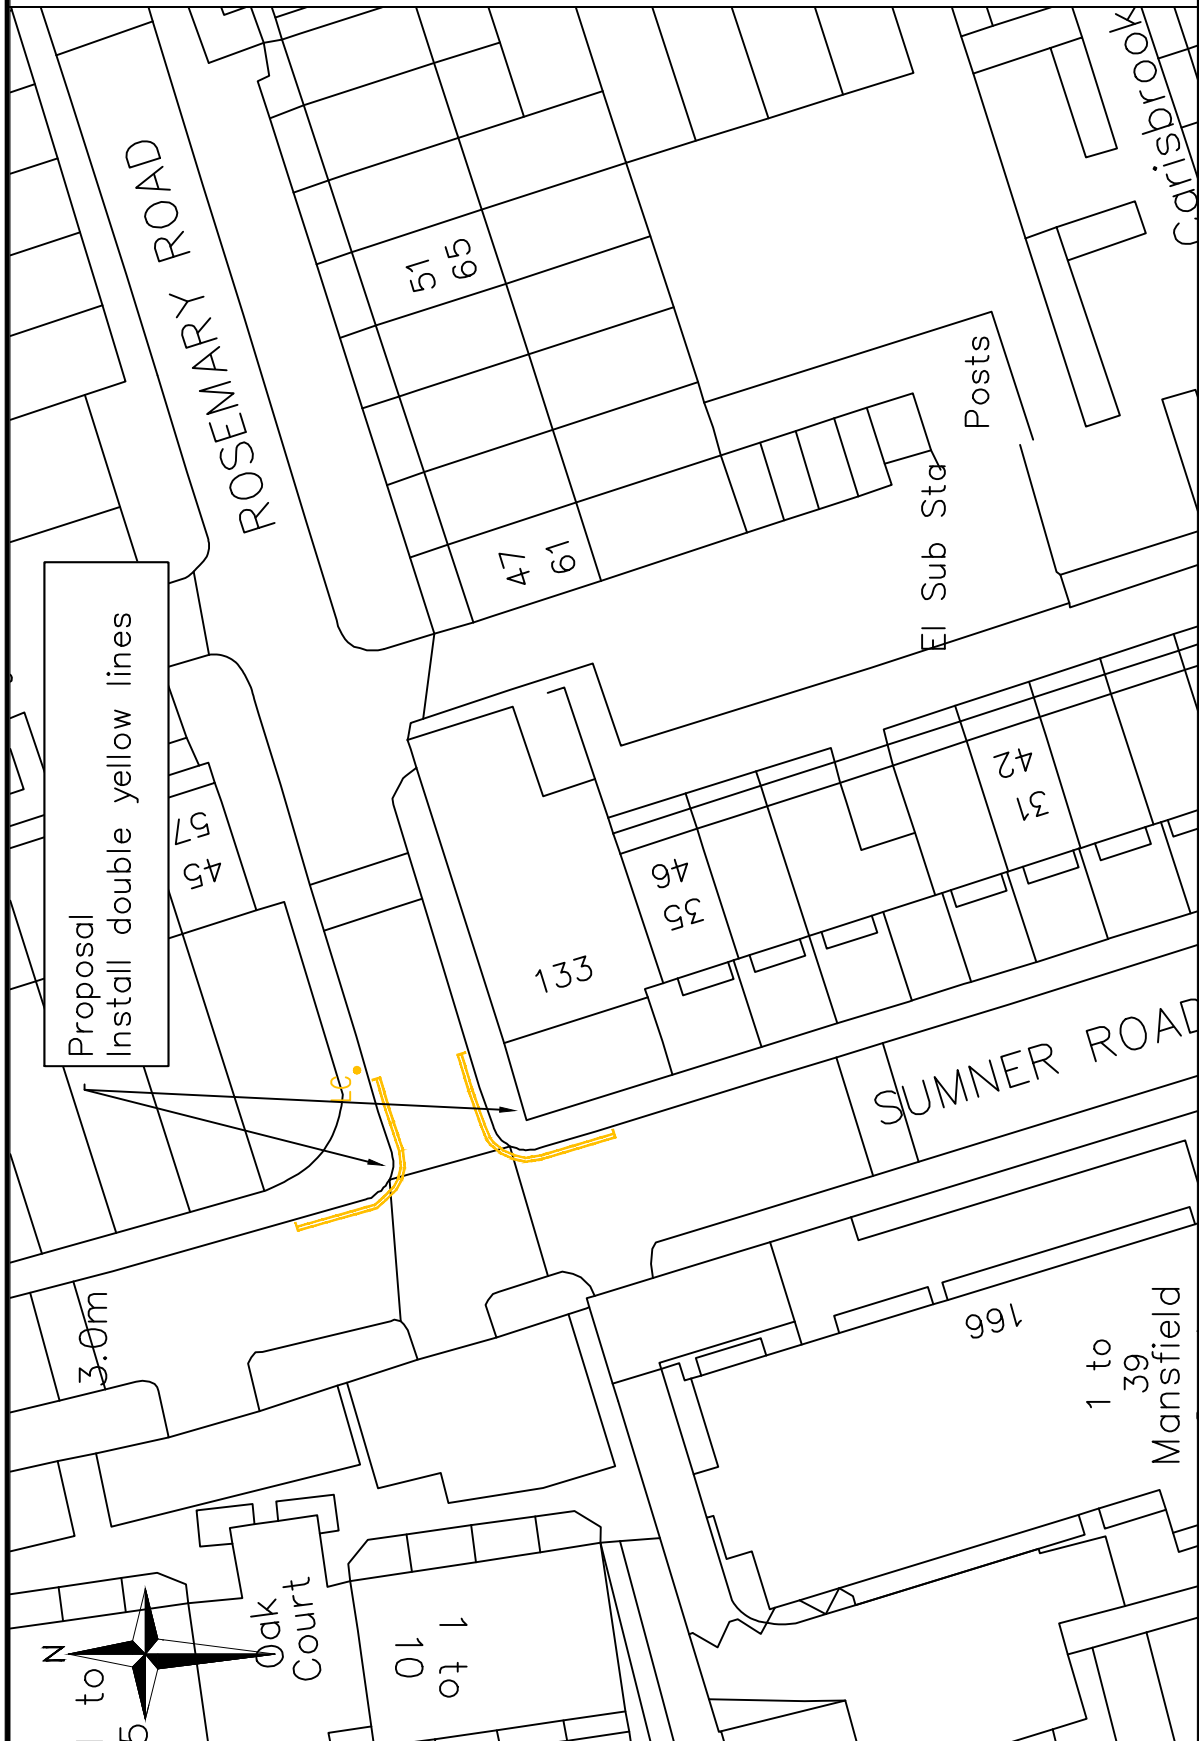 Proposal
Install double yellow lines
ROSEMARY ROAD
SUMNER ROAD
Carisbrook
51
65
47
61
45
57
133
46
35
42
31
El Sub Sta
Posts
3.0m
LC
166
1 to
39
Mansfield
Oak
Court
1 to
10
to
5
N